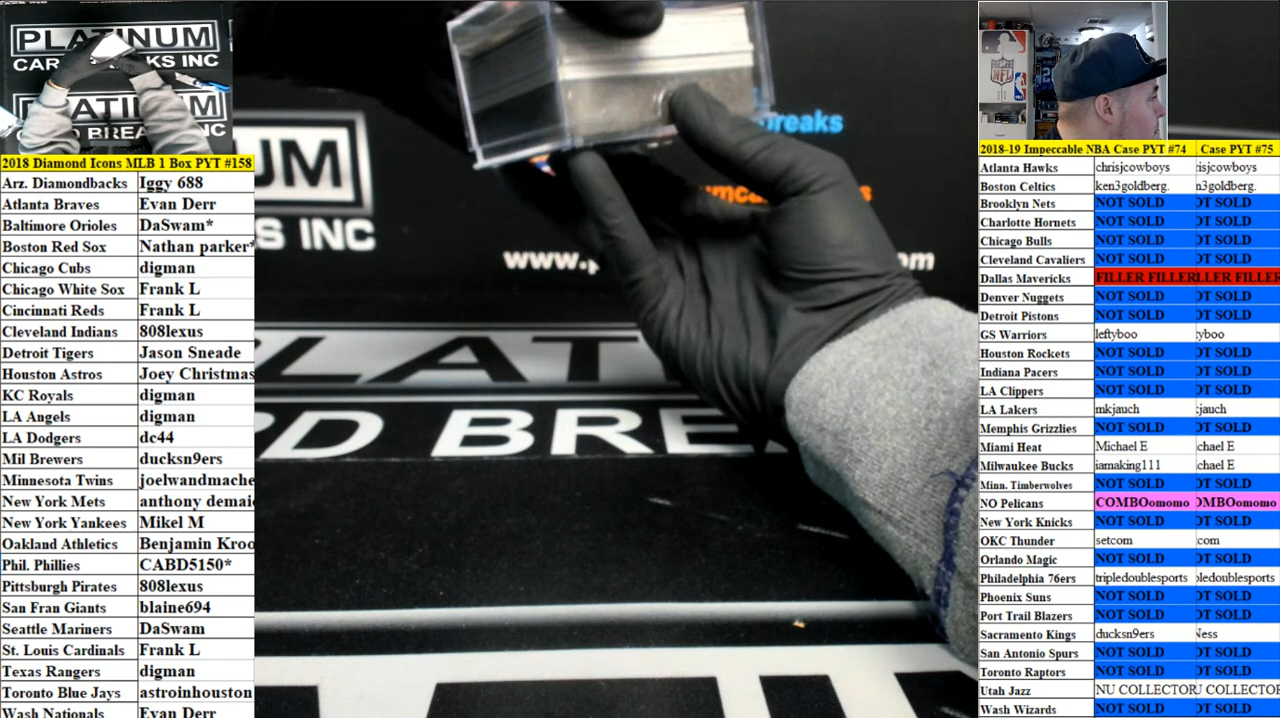 PLATINUM
CAR
KS INC
PLATINUM
RD BREA
2018 Diamond Icons MLB 1 Box PYT #158
Arz. Diamondbacks Iggy 688
Atlanta Braves Evan Derr
Baltimore Orioles DaSwam*
Boston Red Sox Nathan parker*
Chicago Cubs digman
Chicago White Sox Frank L
Cincinnati Reds Frank L
Cleveland Indians 808lexus
Detroit Tigers Jason Sneade
Houston Astros Joey Christmas
KC Royals digman
LA Angels digman
LA Dodgers dc44
Mil Brewers ducksn9ers
Minnesota Twins joelwandmache
New York Mets anthony demaic
New York Yankees Mikel M
Oakland Athletics Benjamin Kroo
Phil. Phillies CABD5150*
Pittsburgh Pirates 808lexus
San Fran Giants blaine694
Seattle Mariners DaSwam
St. Louis Cardinals Frank L
Texas Rangers digman
Toronto Blue Jays astroinhouston
Wash Nationals Evan Derr
UM
S INC
breaks
umca
www.p
om
PLAT
RD BRE
NFL
NBA
2018-19 Impeccable NBA Case PYT #74 Case PYT #75
Atlanta Hawks chrisjcowboys isjcowboys
Boston Celtics ken3goldberg. n3goldberg.
Brooklyn Nets NOT SOLD OT SOLD
Charlotte Hornets NOT SOLD OT SOLD
Chicago Bulls NOT SOLD OT SOLD
Cleveland Cavaliers NOT SOLD OT SOLD
Dallas Mavericks FILLER FILLER LLER FILLER
Denver Nuggets NOT SOLD OT SOLD
Detroit Pistons NOT SOLD OT SOLD
GS Warriors leftyboo yboo
Houston Rockets NOT SOLD OT SOLD
Indiana Pacers NOT SOLD OT SOLD
LA Clippers NOT SOLD OT SOLD
LA Lakers mkjauch jauch
Memphis Grizzlies NOT SOLD OT SOLD
Miami Heat Michael E chael E
Milwaukee Bucks iamaking111 chael E
Minn. Timberwolves NOT SOLD OT SOLD
NO Pelicans COMBOomomo OMBOomomo
New York Knicks NOT SOLD OT SOLD
OKC Thunder setcom com
Orlando Magic NOT SOLD OT SOLD
Philadelphia 76ers tripledoublesports pledoublesports
Phoenix Suns NOT SOLD OT SOLD
Port Trail Blazers NOT SOLD OT SOLD
Sacramento Kings ducksn9ers Ness
San Antonio Spurs NOT SOLD OT SOLD
Toronto Raptors NOT SOLD OT SOLD
Utah Jazz NU COLLECTOR U COLLECTOR
Wash Wizards NOT SOLD OT SOLD